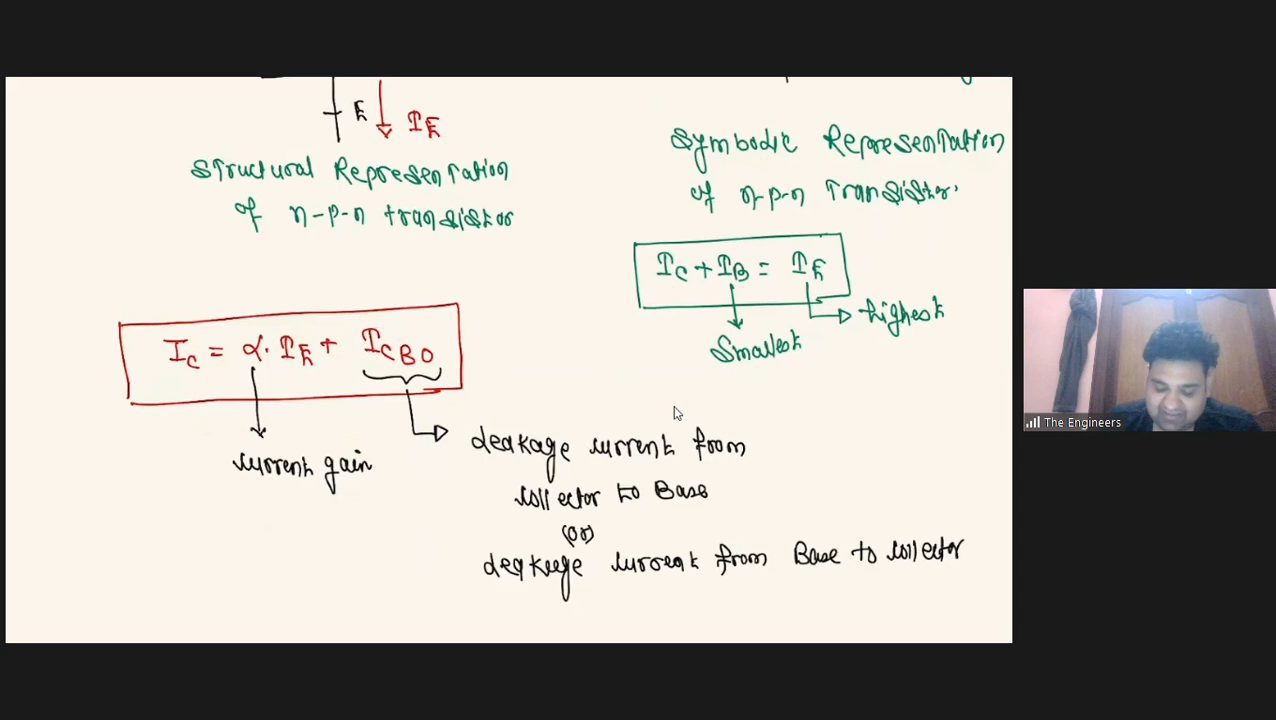 E I_E
Structural Representation
of n-p-n transistor
Symbolic Representation
of n-p-n Transistor
I_C + I_B = I_E
highest
Smallest
I_C = α. I_E + I_CBO
current gain
leakage current from
collector to Base
(or)
leakage current from Base to collector
The Engineers